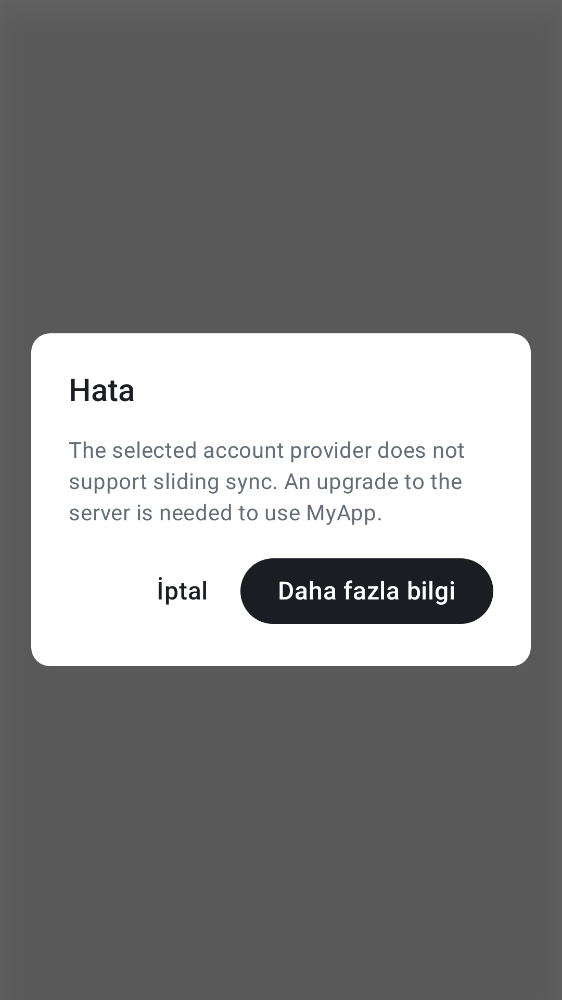 Hata
The selected account provider does not
support sliding sync. An upgrade to the
server is needed to use MyApp.
İptal
Daha fazla bilgi